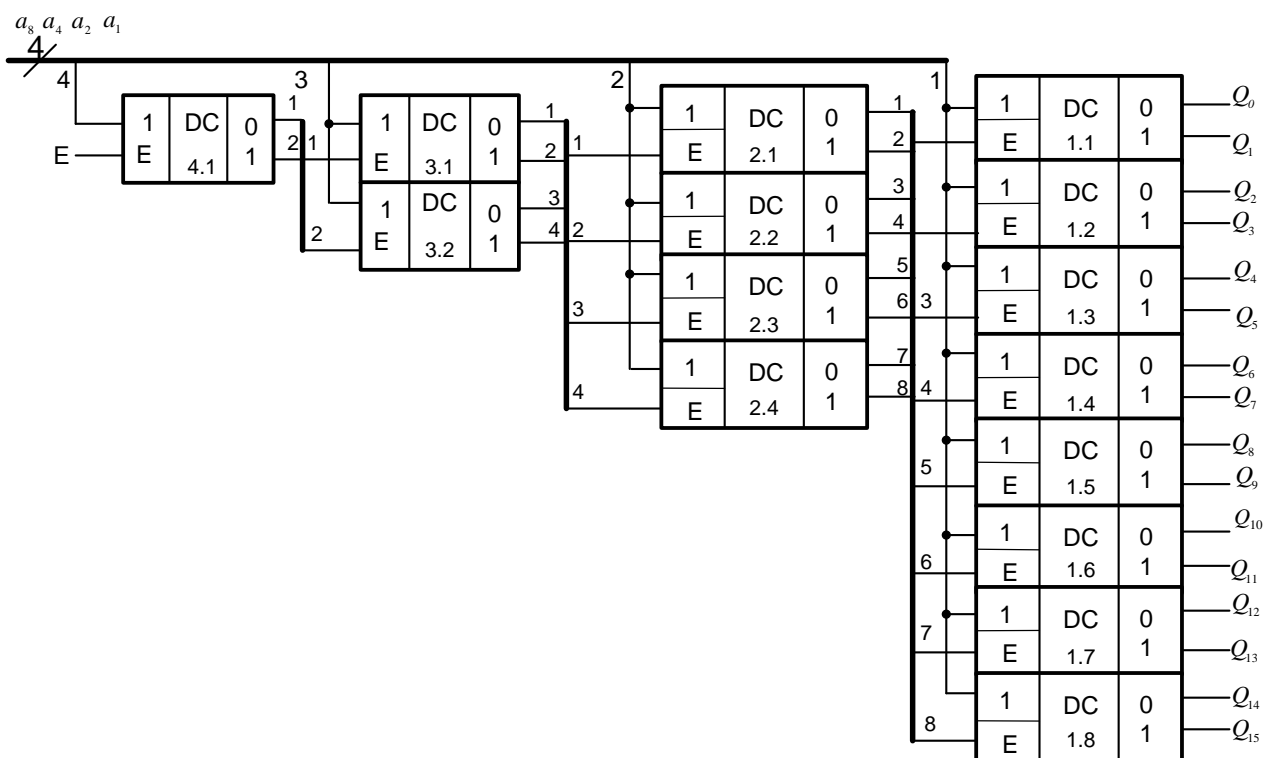 a₈ a₄ a₂ a₁
4
4 3 2 1
1 DC 0
E E 4.1 1
1
2 1
2
1 DC 0
E 3.1 1
1 DC 0
E 3.2 1
1
2 1
3
4 2
3
4
1 DC 0
E 2.1 1
1 DC 0
E 2.2 1
1 DC 0
E 2.3 1
1 DC 0
E 2.4 1
1
2
3
4
5
6 3
7
8 4
5
6
7
8
1 DC 0 Q₀
E 1.1 1 Q₁
1 DC 0 Q₂
E 1.2 1 Q₃
1 DC 0 Q₄
E 1.3 1 Q₅
1 DC 0 Q₆
E 1.4 1 Q₇
1 DC 0 Q₈
E 1.5 1 Q₉
1 DC 0 Q₁₀
E 1.6 1 Q₁₁
1 DC 0 Q₁₂
E 1.7 1 Q₁₃
1 DC 0 Q₁₄
E 1.8 1 Q₁₅